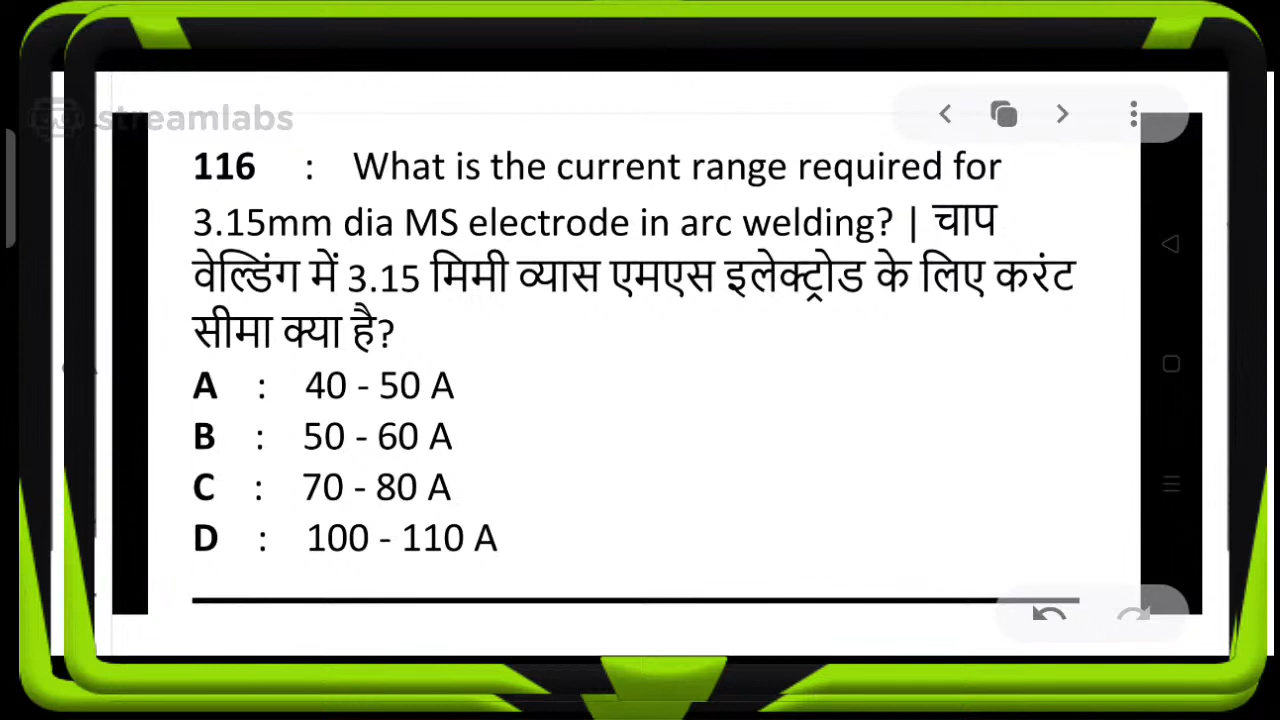 streamlabs
116 : What is the current range required for
3.15mm dia MS electrode in arc welding? | चाप
वेल्डिंग में 3.15 मिमी व्यास एमएस इलेक्ट्रोड के लिए करंट
सीमा क्या है?
A : 40 - 50 A
B : 50 - 60 A
C : 70 - 80 A
D : 100 - 110 A